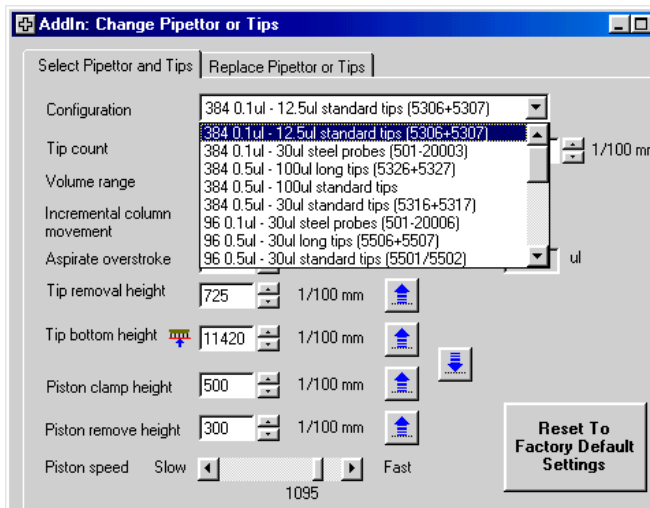 AddIn: Change Pipettor or Tips
Select Pipettor and Tips Replace Pipettor or Tips
Configuration 384 0.1ul - 12.5ul standard tips (5306+5307)
384 0.1ul - 12.5ul standard tips (5306+5307)
Tip count 384 0.1ul - 30ul steel probes (501-20003) 1/100 mm
384 0.5ul - 100ul long tips (5326+5327)
Volume range 384 0.5ul - 100ul standard tips
384 0.5ul - 30ul standard tips (5316+5317)
Incremental column
movement
96 0.1ul - 30ul steel probes (501-20006)
96 0.5ul - 30ul long tips (5506+5507)
Aspirate overstroke 96 0.5ul - 30ul standard tips (5501/5502) ul
Tip removal height 725 1/100 mm
Tip bottom height 11420 1/100 mm
Piston clamp height 500 1/100 mm
Piston remove height 300 1/100 mm
Reset To
Factory Default
Settings
Piston speed Slow Fast
1095